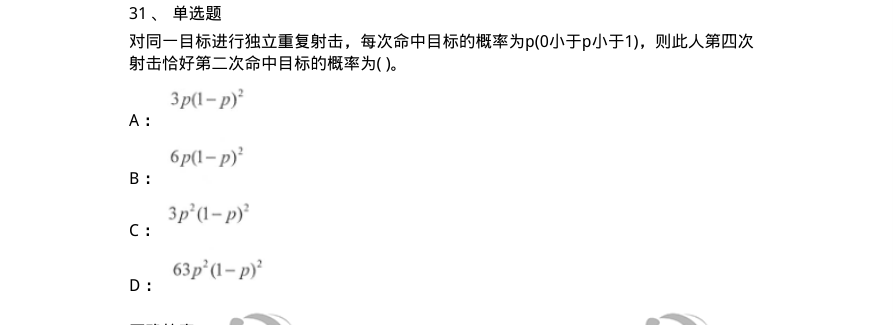 31 、 单选题
对同一目标进行独立重复射击，每次命中目标的概率为p(0小于p小于1)，则此人第四次
射击恰好第二次命中目标的概率为( )。
A： 3p(1−p)²
B： 6p(1−p)²
C： 3p²(1−p)²
D： 63p²(1−p)²